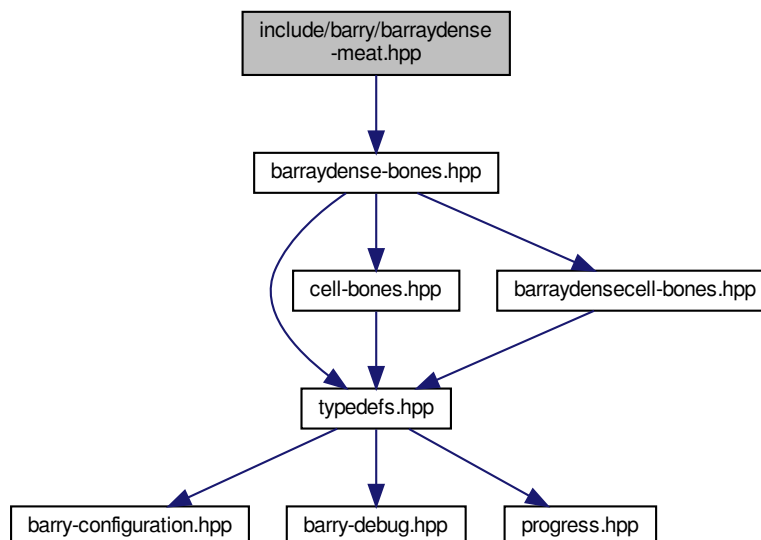 include/barry/barraydense
-meat.hpp
barraydense-bones.hpp
cell-bones.hpp
barraydensecell-bones.hpp
typedefs.hpp
barry-configuration.hpp
barry-debug.hpp
progress.hpp